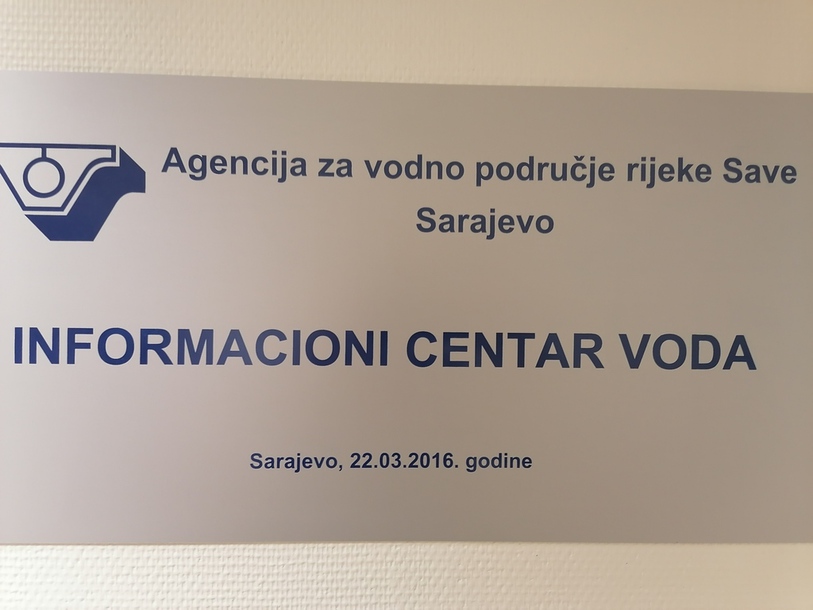 Agencija za vodno područje rijeke Save
Sarajevo
INFORMACIONI CENTAR VODA
Sarajevo, 22.03.2016. godine